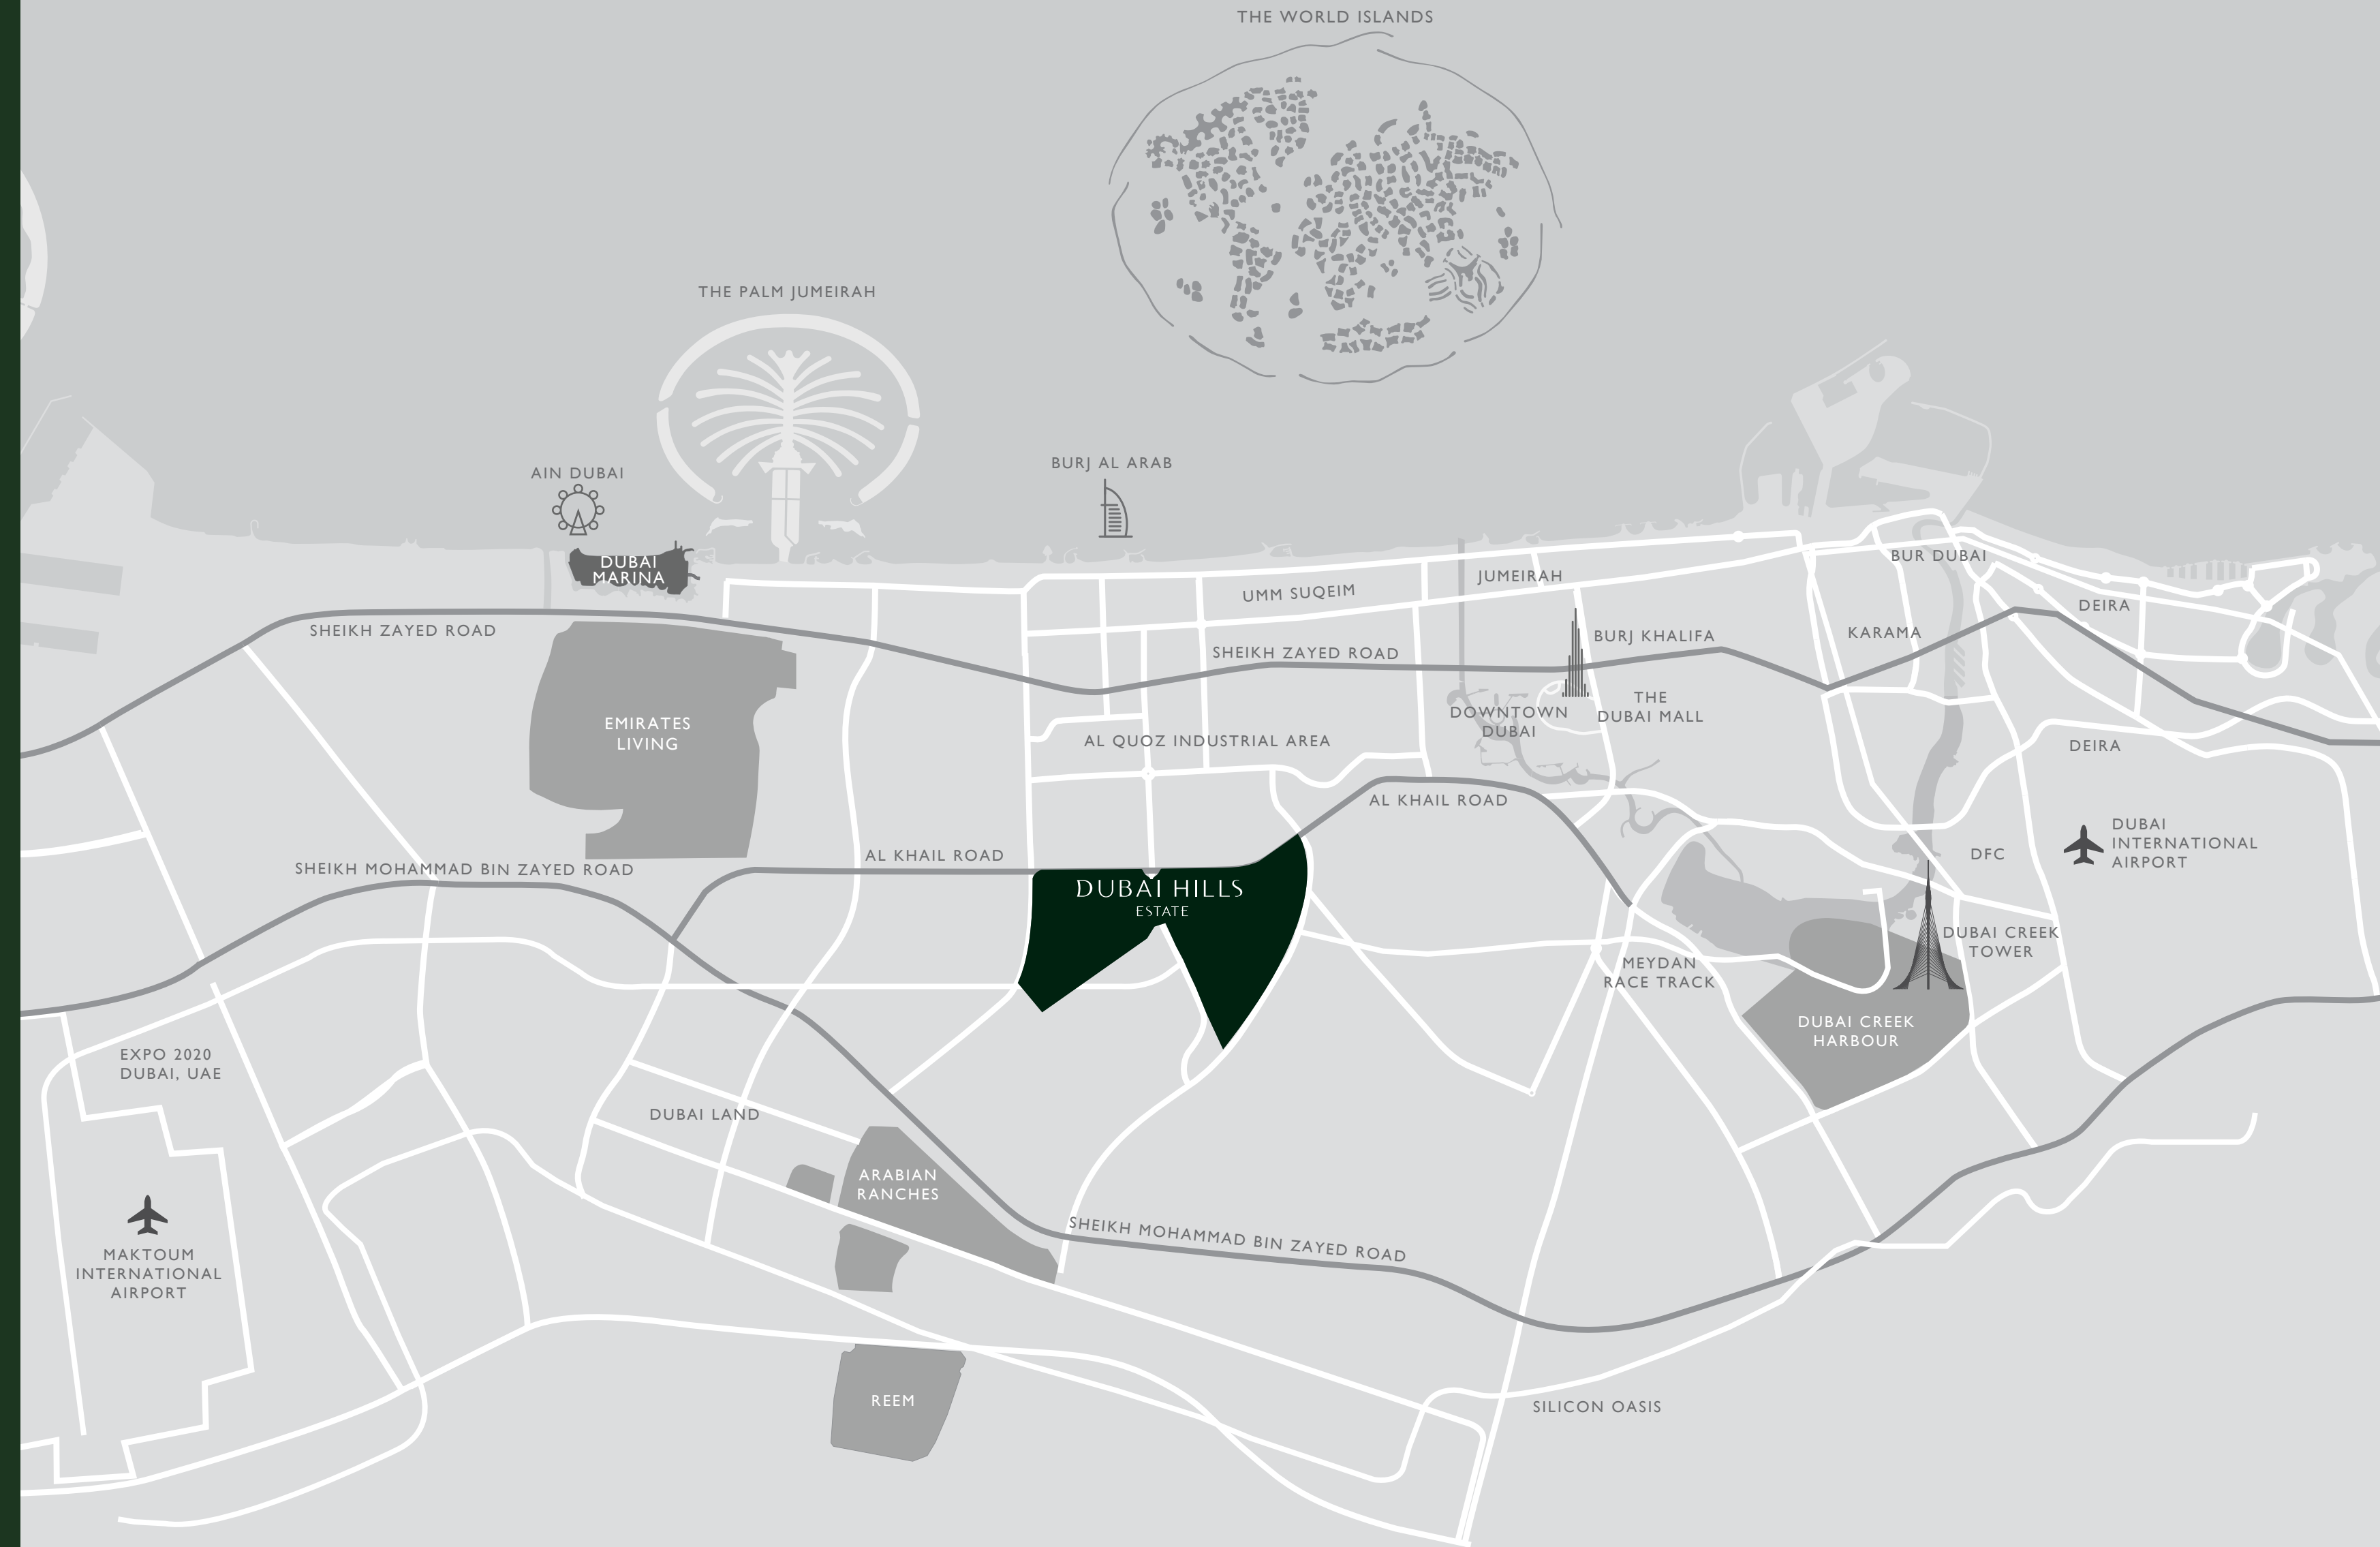 THE WORLD ISLANDS
THE PALM JUMEIRAH
AIN DUBAI
BURJ AL ARAB
DUBAI
MARINA
BUR DUBAI
JUMEIRAH
UMM SUQEIM
DEIRA
SHEIKH ZAYED ROAD
KARAMA
BURJ KHALIFA
SHEIKH ZAYED ROAD
THE
DUBAI MALL
DOWNTOWN
DUBAI
EMIRATES
LIVING
AL QUOZ INDUSTRIAL AREA
DEIRA
AL KHAIL ROAD
DUBAI
INTERNATIONAL
AIRPORT
DFC
AL KHAIL ROAD
SHEIKH MOHAMMAD BIN ZAYED ROAD
DUBAI HILLS
ESTATE
DUBAI CREEK
TOWER
MEYDAN
RACE TRACK
DUBAI CREEK
HARBOUR
EXPO 2020
DUBAI, UAE
DUBAI LAND
ARABIAN
RANCHES
SHEIKH MOHAMMAD BIN ZAYED ROAD
MAKTOUM
INTERNATIONAL
AIRPORT
REEM
SILICON OASIS